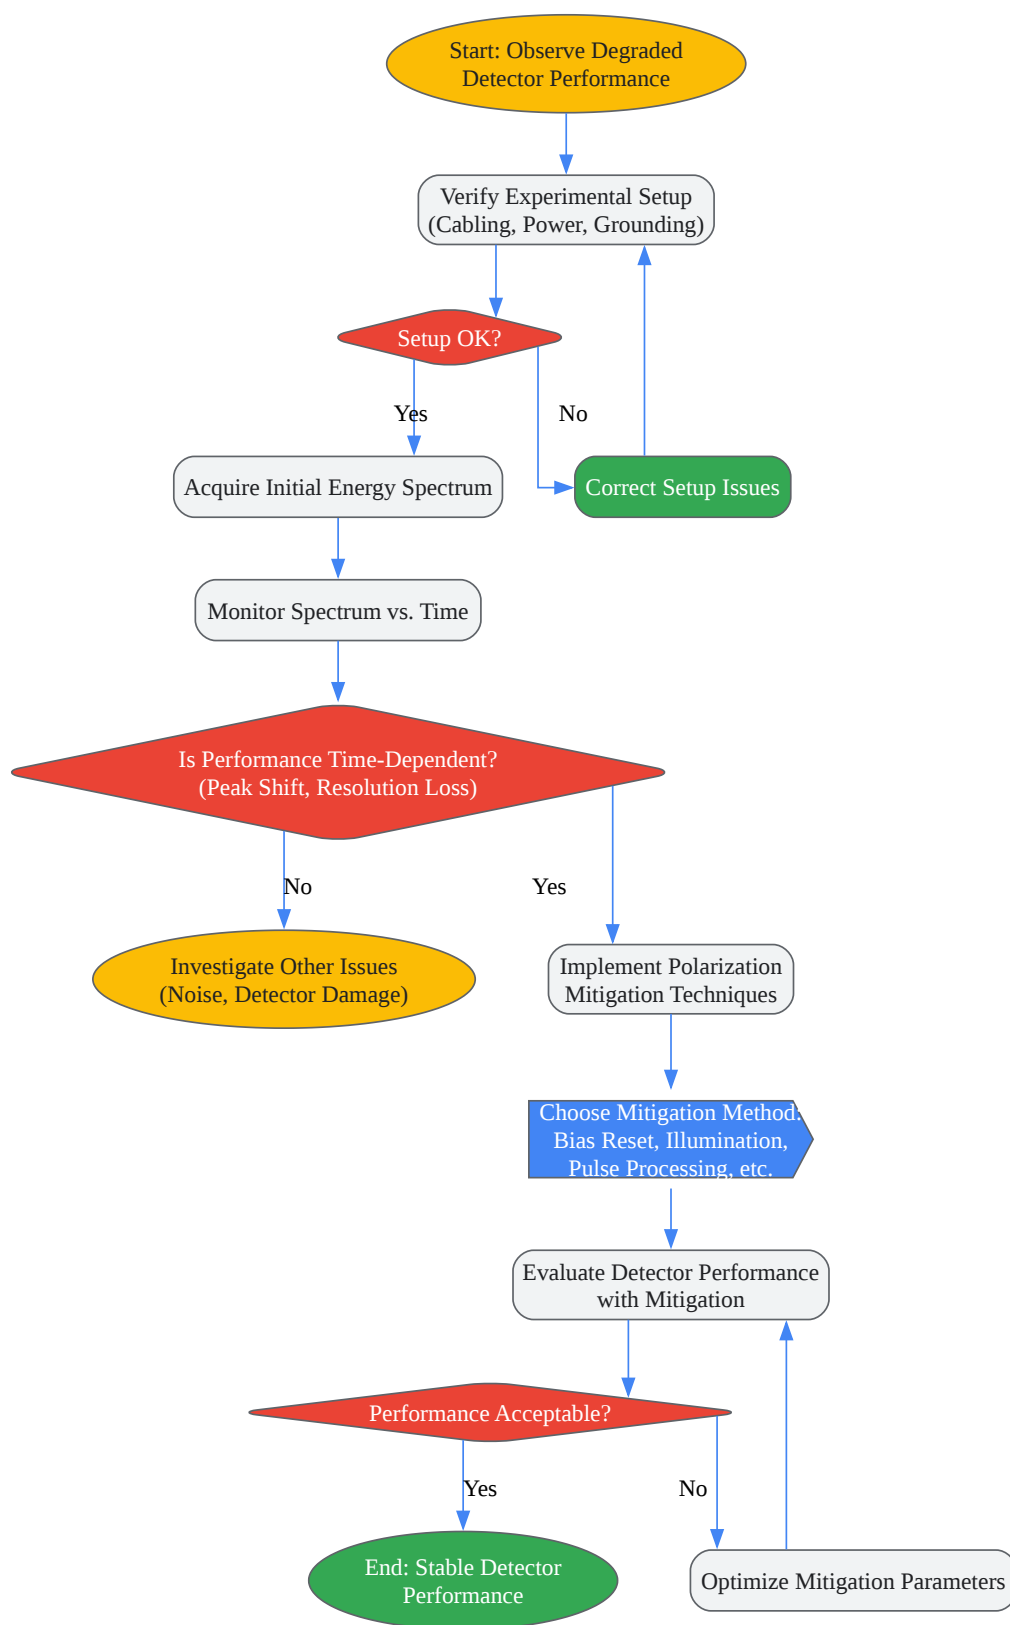 Start: Observe Degraded
Detector Performance
Verify Experimental Setup
(Cabling, Power, Grounding)
Setup OK?
Yes
No
Acquire Initial Energy Spectrum
Correct Setup Issues
Monitor Spectrum vs. Time
Is Performance Time-Dependent?
(Peak Shift, Resolution Loss)
No
Yes
Investigate Other Issues
(Noise, Detector Damage)
Implement Polarization
Mitigation Techniques
Choose Mitigation Method:
Bias Reset, Illumination,
Pulse Processing, etc.
Evaluate Detector Performance
with Mitigation
Performance Acceptable?
Yes
No
End: Stable Detector
Performance
Optimize Mitigation Parameters